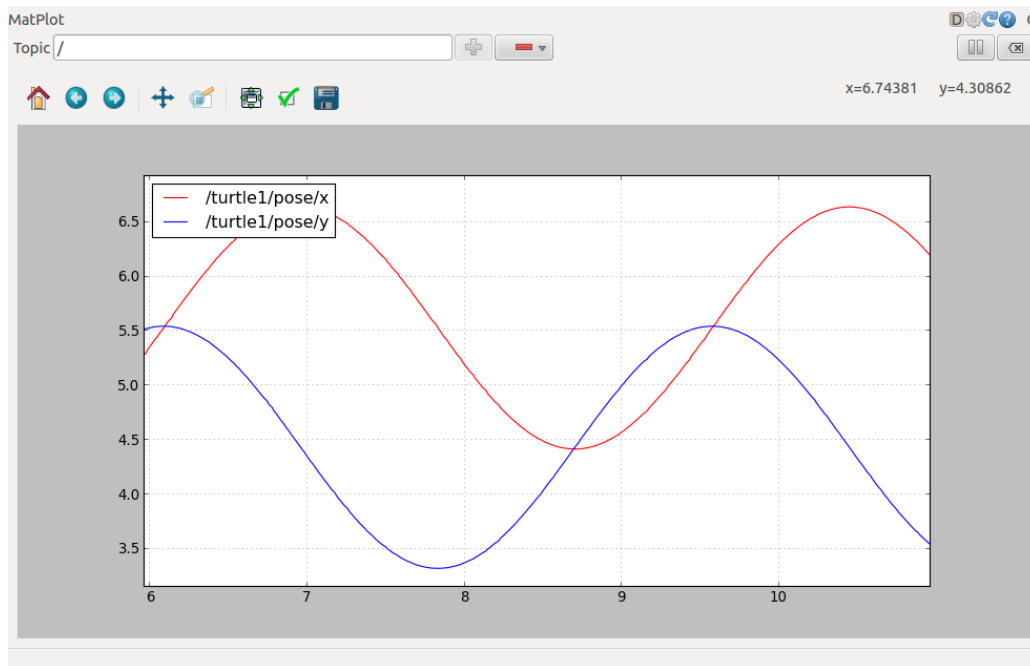 MatPlot
D ?
Topic /
x=6.74381 y=4.30862
/turtle1/pose/x
/turtle1/pose/y
6.5
6.0
5.5
5.0
4.5
4.0
3.5
6 7 8 9 10